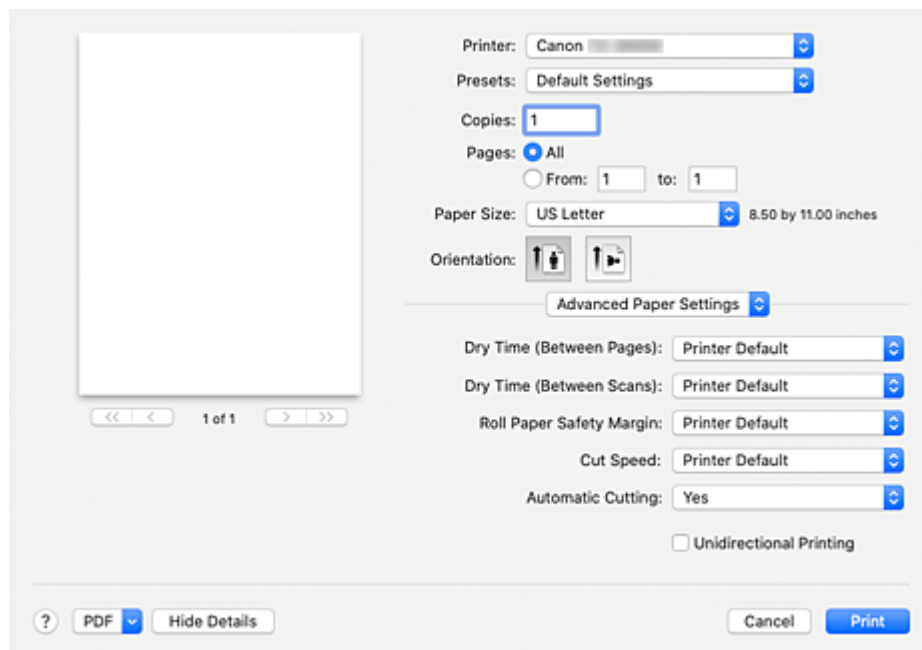 Printer: Canon
Presets: Default Settings
Copies: 1
Pages: All
From: 1 to: 1
Paper Size: US Letter 8.50 by 11.00 inches
Orientation:
Advanced Paper Settings
Dry Time (Between Pages): Printer Default
Dry Time (Between Scans): Printer Default
Roll Paper Safety Margin: Printer Default
Cut Speed: Printer Default
Automatic Cutting: Yes
Unidirectional Printing
<< < 1 of 1 > >>
? PDF Hide Details Cancel Print